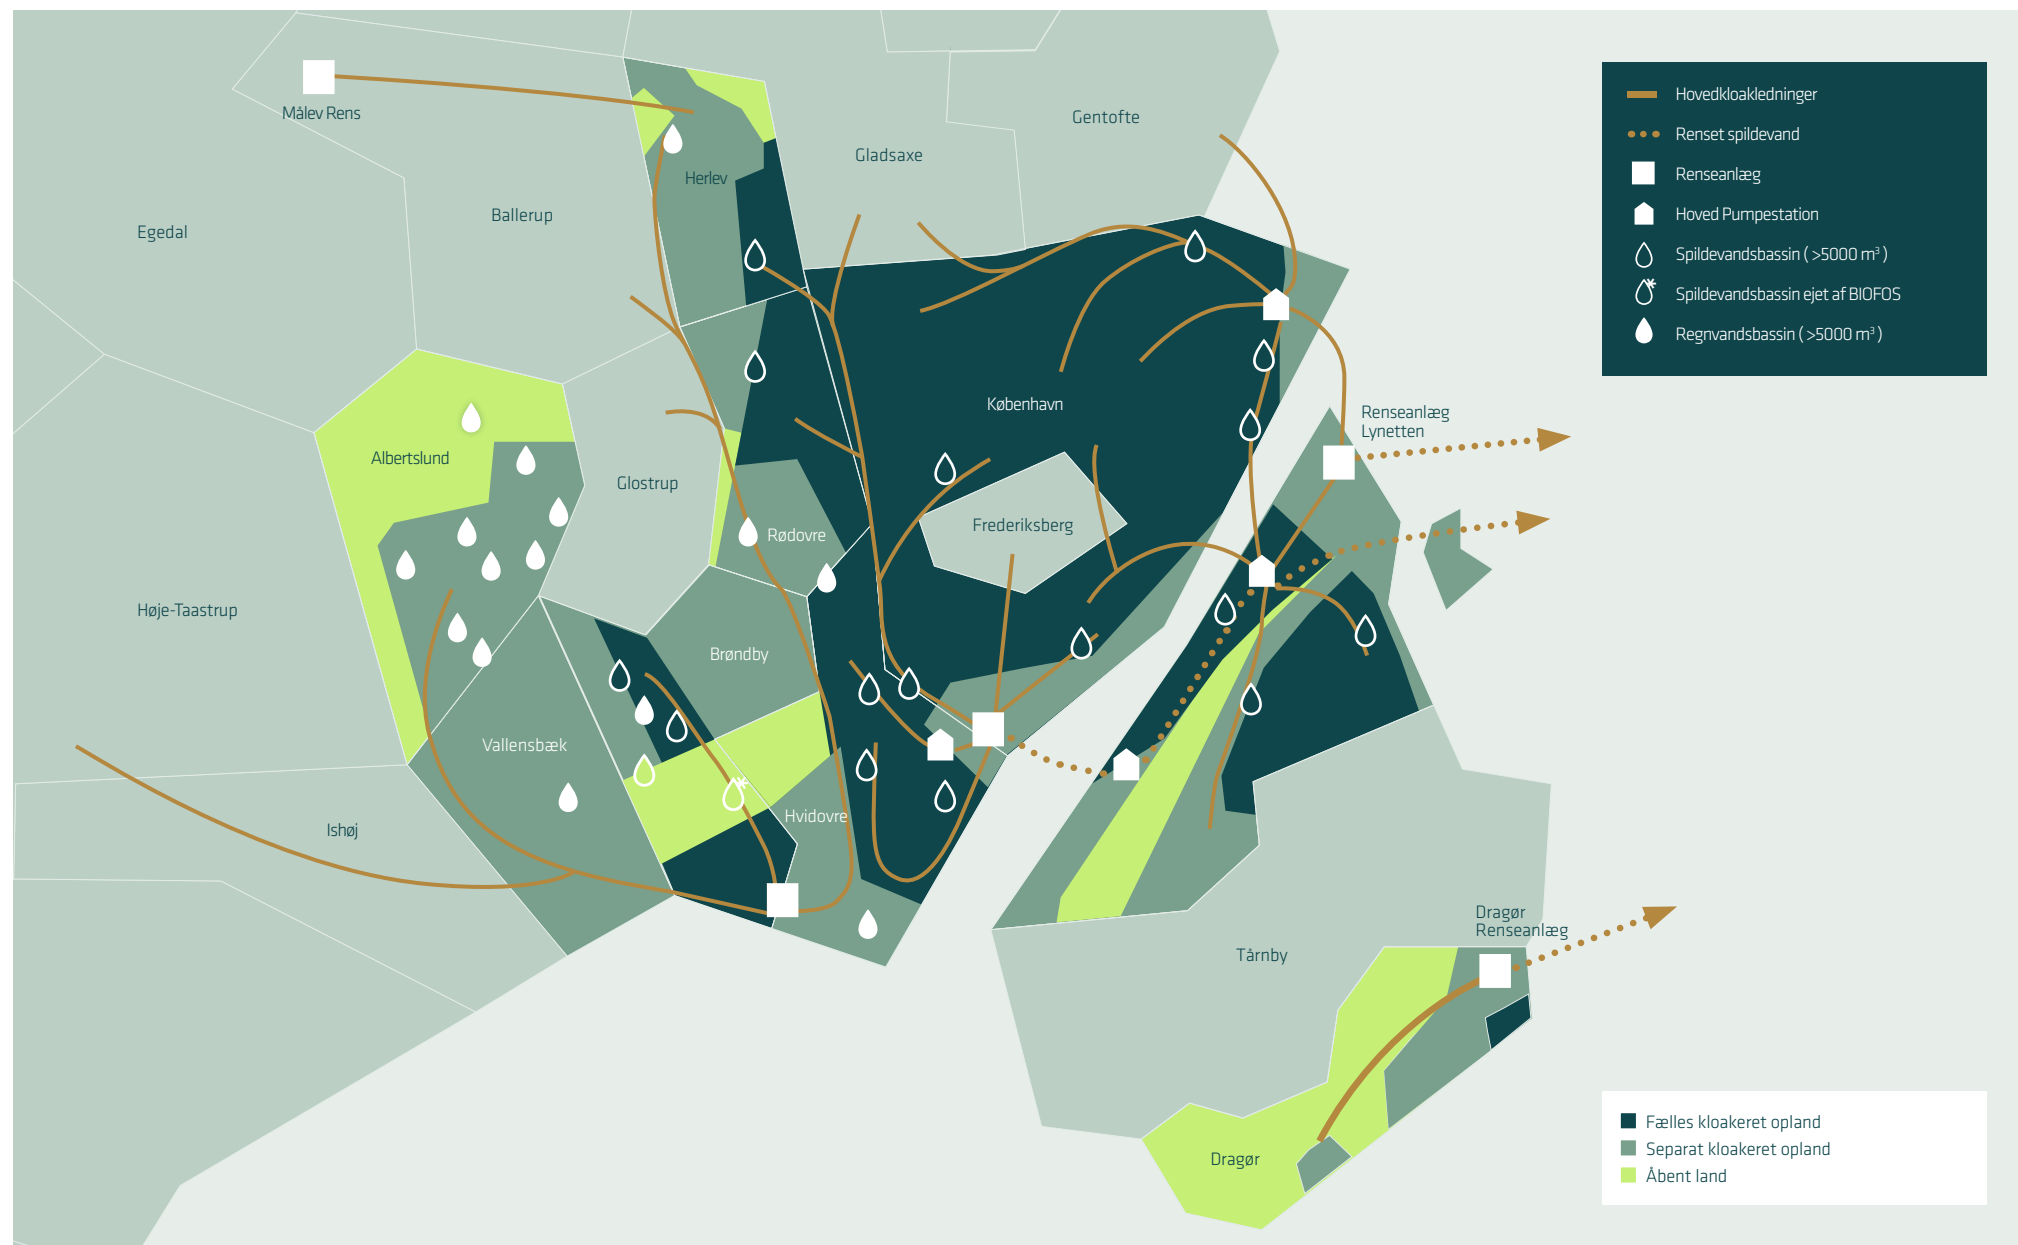 Målev Rens
Gentofte
Gladsaxe
Herlev
Ballerup
Egedal
København
Renseanlæg
Lynetten
Albertslund
Glostrup
Frederiksberg
Rødovre
Høje-Taastrup
Brøndby
Vallensbæk
Hvidovre
Ishøj
Dragør
Renseanlæg
Tårnby
Dragør
Hovedkloakledninger
Renset spildevand
Renseanlæg
Hoved Pumpestation
Spildevandsbassin ( >5000 m³ )
Spildevandsbassin ejet af BIOFOS
Regnvandsbassin ( >5000 m³ )
Fælles kloakeret opland
Separat kloakeret opland
Åbent land